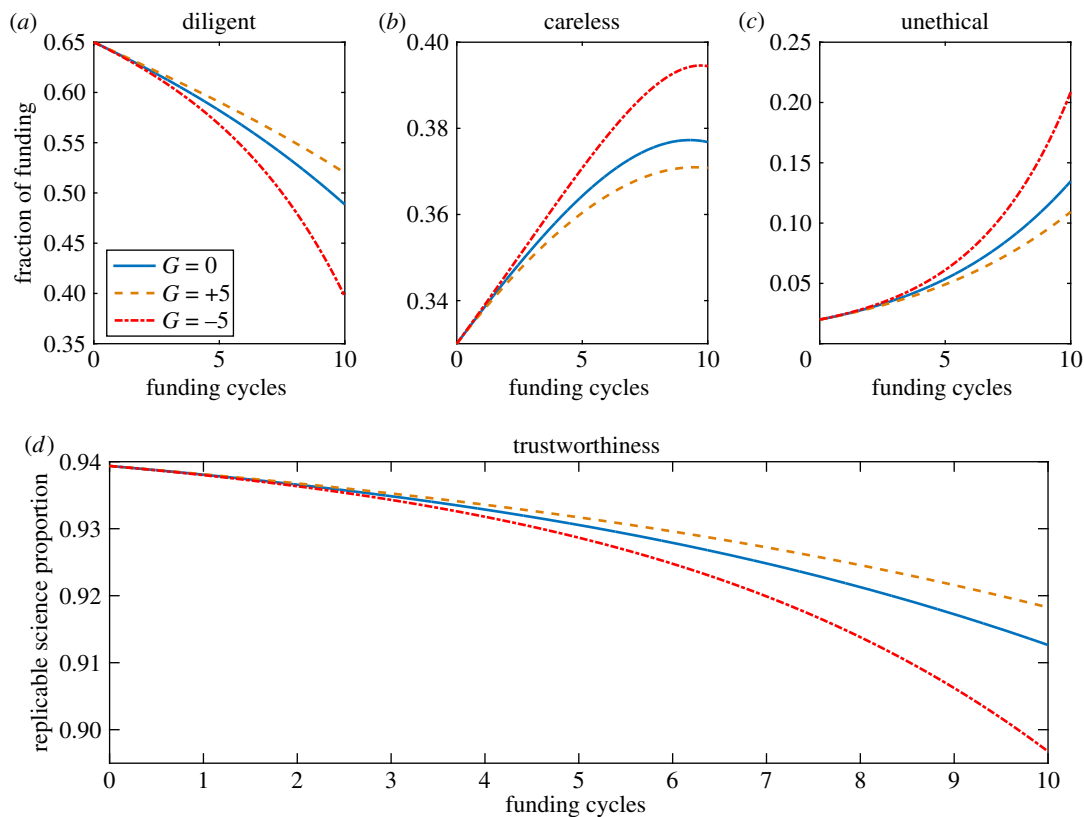 (a) diligent
0.65
0.60
0.55
0.50
0.45
0.40
0.35
0 5 10
fraction of funding
funding cycles
G = 0
G = +5
G = –5
(b) careless
0.40
0.38
0.36
0.34
0 5 10
funding cycles
(c) unethical
0.25
0.20
0.15
0.10
0.05
0 5 10
funding cycles
(d) trustworthiness
0.94
0.93
0.92
0.91
0.90
replicable science proportion
0 1 2 3 4 5 6 7 8 9 10
funding cycles